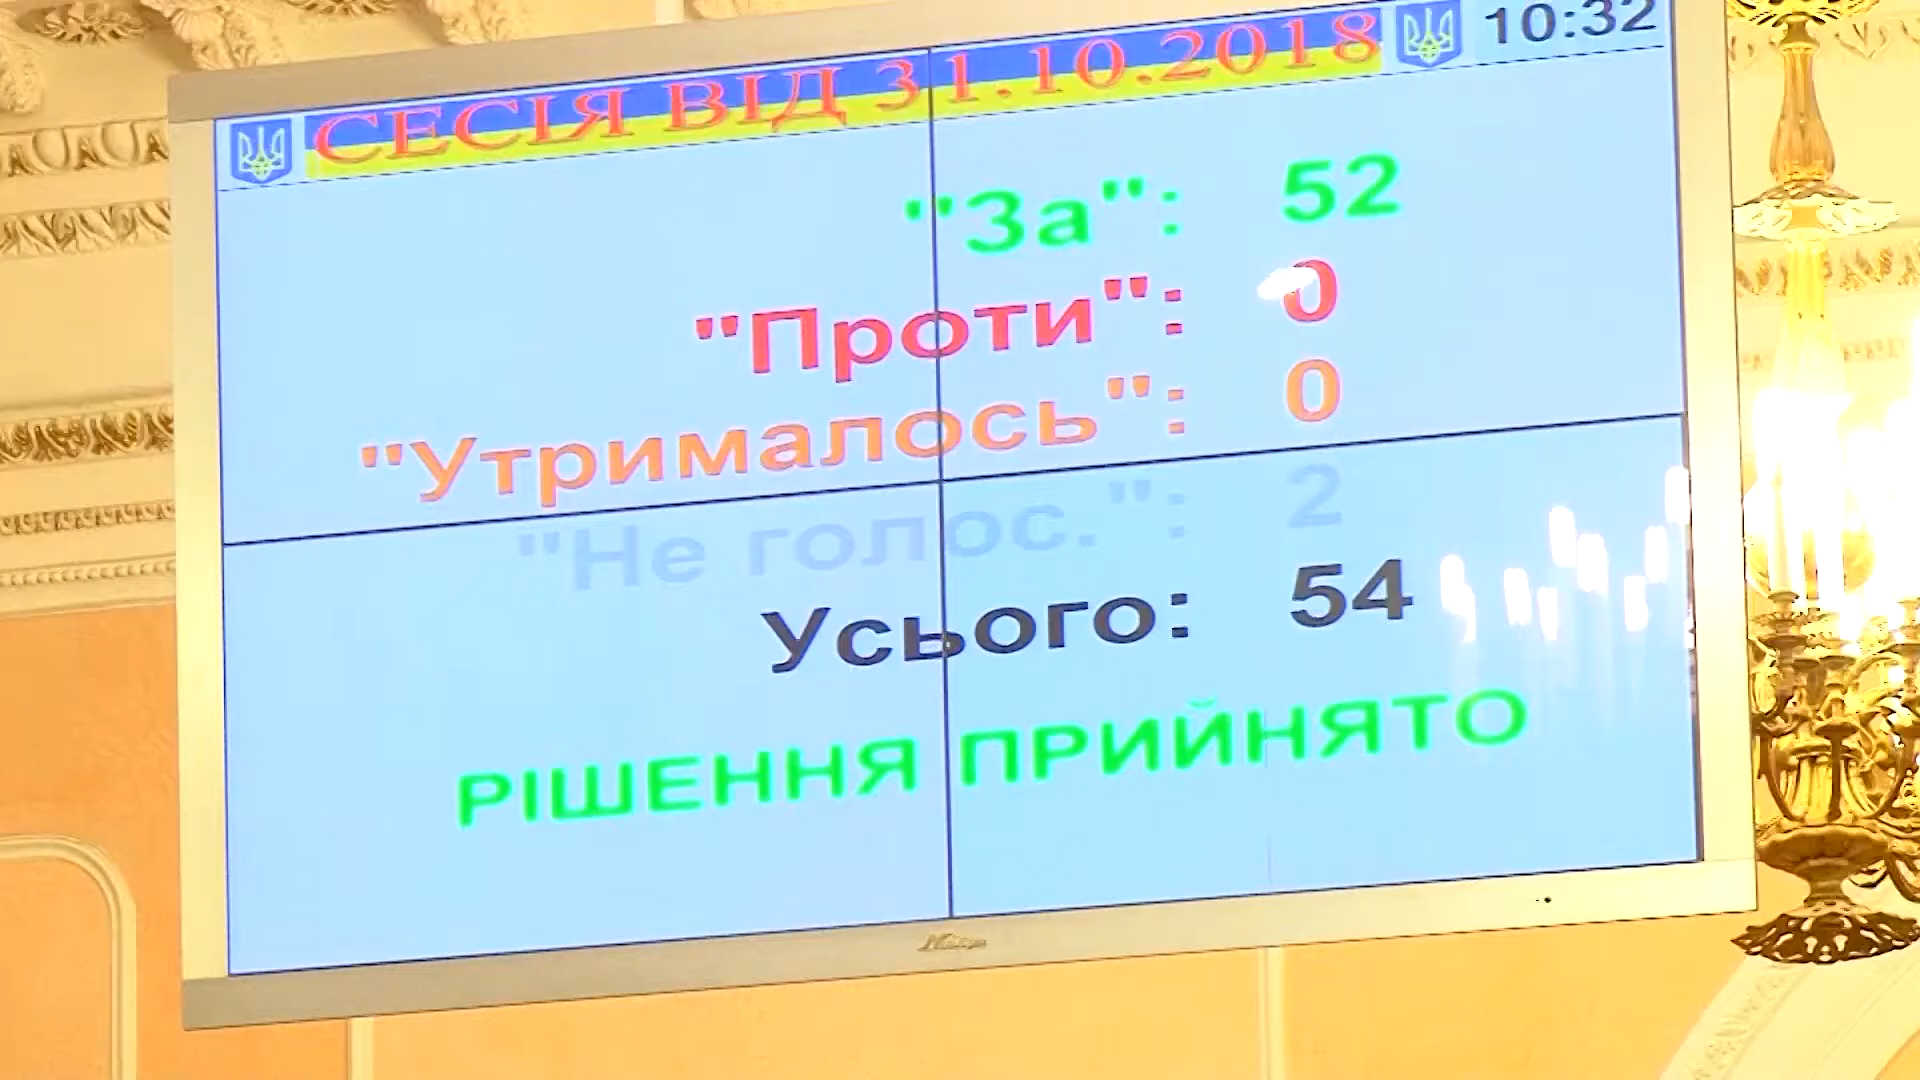 СЕСІЯ ВІД 31.10.2018 10:32
"За": 52
"Проти": 0
"Утрималось": 0
"Не голос.": 2
Усього: 54
РІШЕННЯ ПРИЙНЯТО